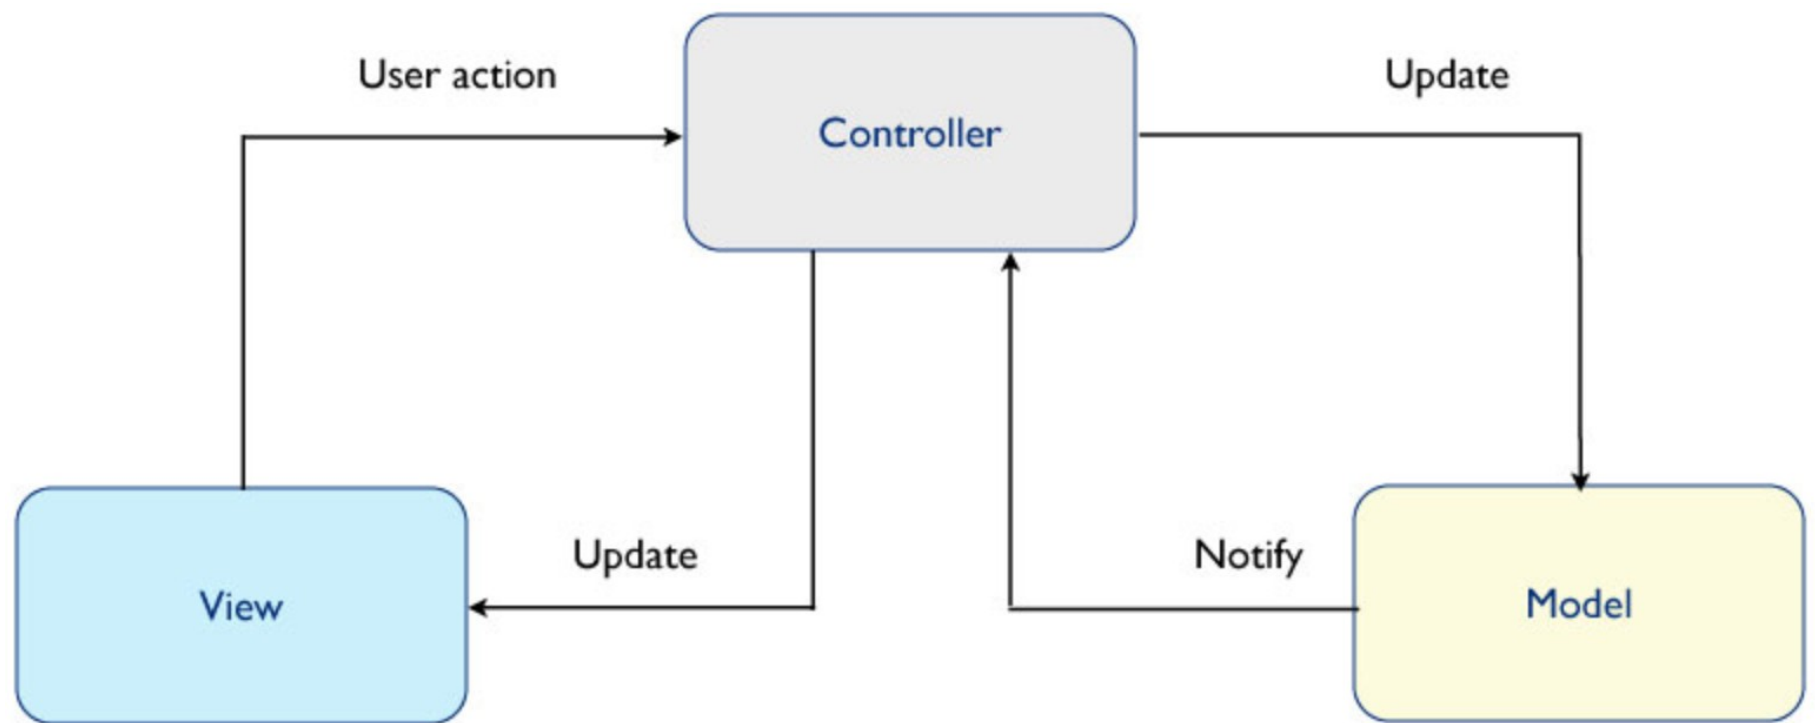 User action
Update
Controller
Update
Notify
View
Model